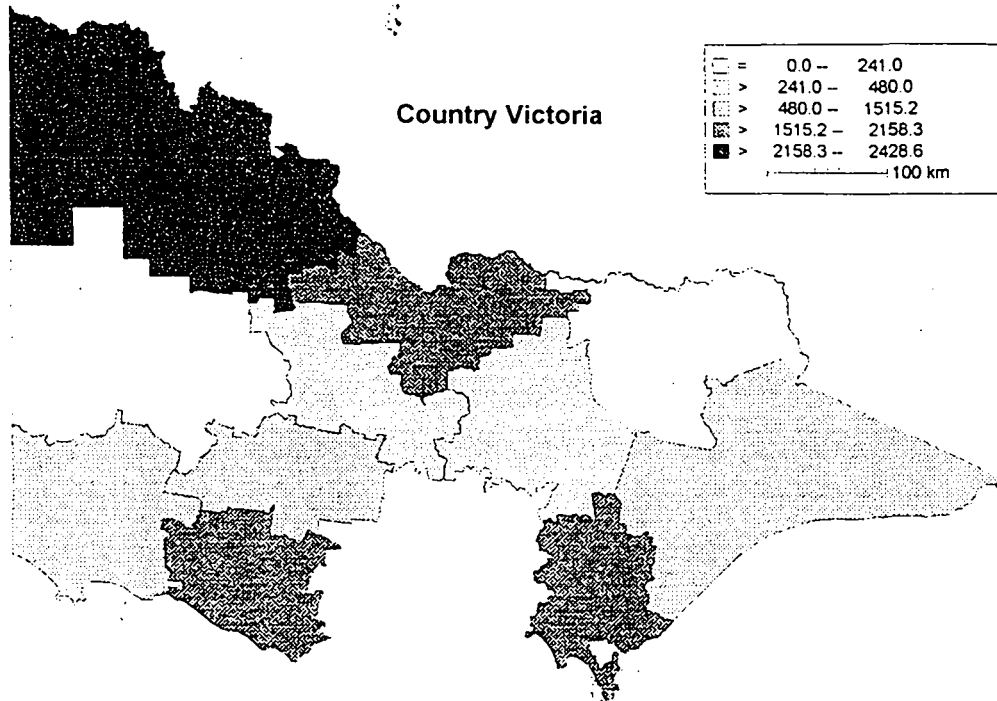 Country Victoria
= 0.0 -- 241.0
> 241.0 -- 480.0
> 480.0 -- 1515.2
> 1515.2 -- 2158.3
> 2158.3 -- 2428.6
100 km